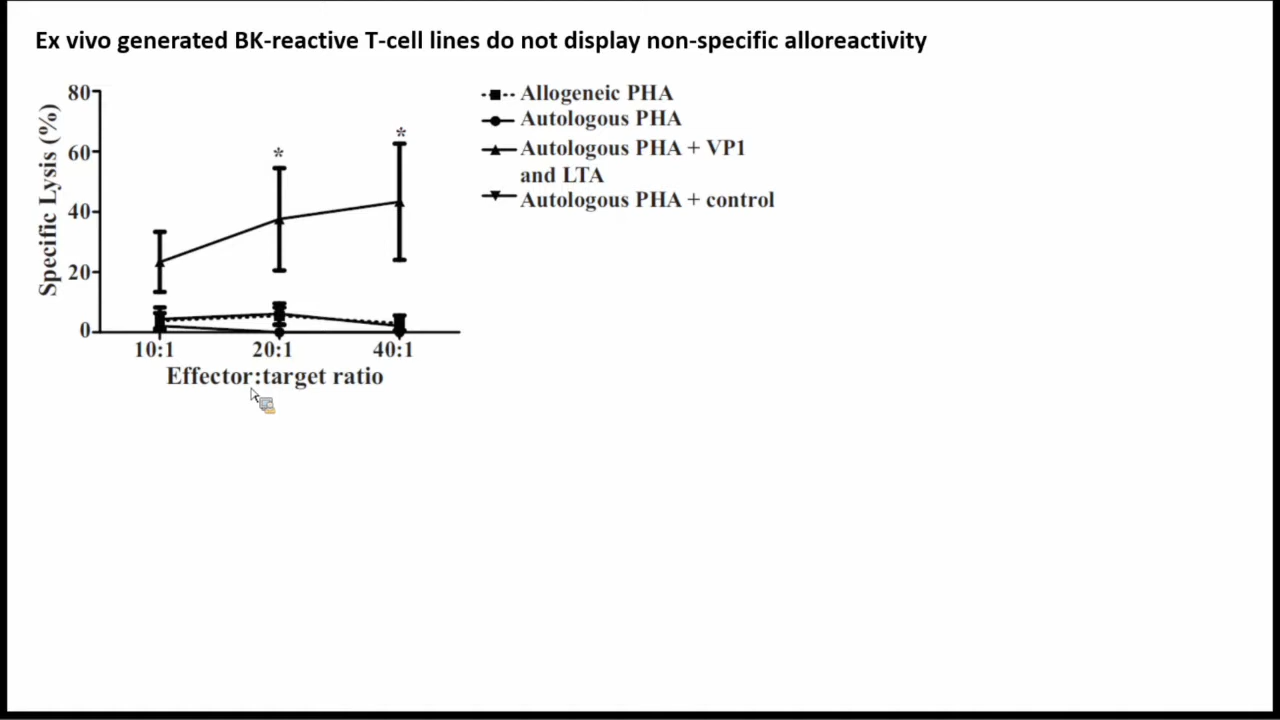 Ex vivo generated BK-reactive T-cell lines do not display non-specific alloreactivity
Specific Lysis (%)
80
60
40
20
0
*
*
10:1 20:1 40:1
Effector:target ratio
Allogeneic PHA
Autologous PHA
Autologous PHA + VP1
and LTA
Autologous PHA + control